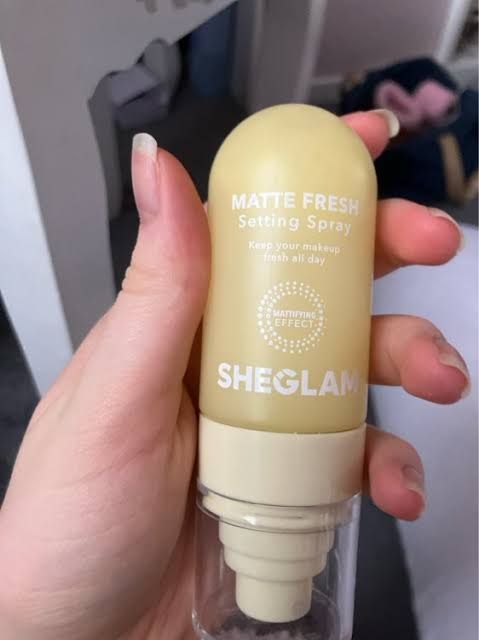 MATTE FRESH
Setting Spray
Keep your makeup
fresh all day
MATTIFYING
EFFECT
SHEGLAM